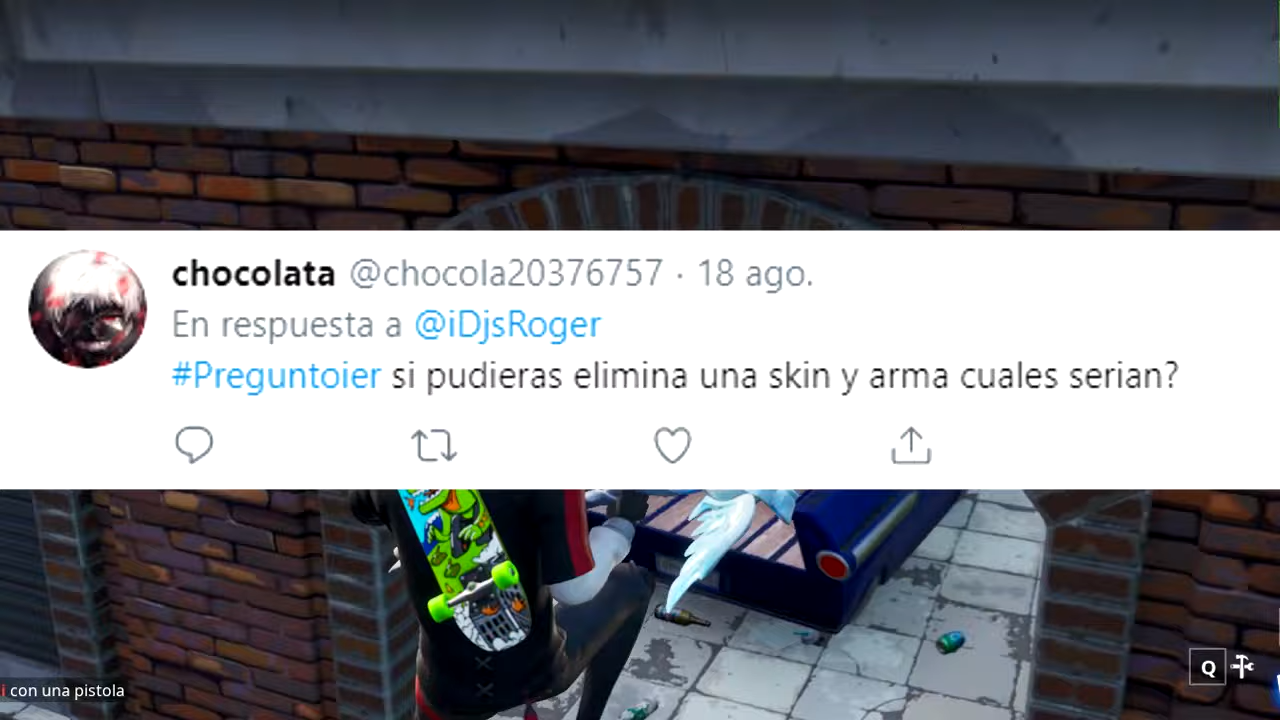 chocolata @chocola20376757 · 18 ago.
En respuesta a @iDjsRoger
#Preguntoier si pudieras elimina una skin y arma cuales serian?
Q
i con una pistola